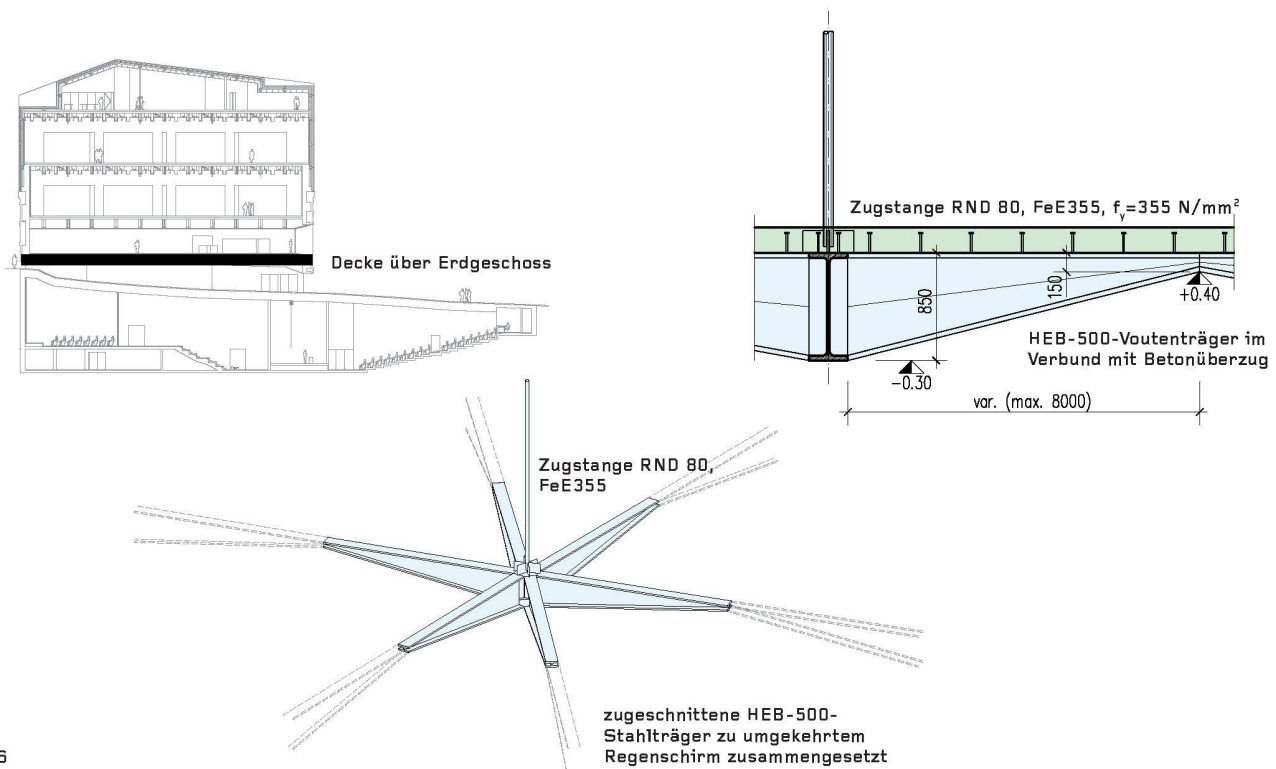 Decke über Erdgeschoss
Zugstange RND 80, FeE355, fy=355 N/mm²
850
150
+0.40
HEB-500-Voutenträger im
Verbund mit Betonüberzug
-0.30
var. (max. 8000)
Zugstange RND 80,
FeE355
zugeschnittene HEB-500-
Stahlträger zu umgekehrtem
Regenschirm zusammengesetzt
6